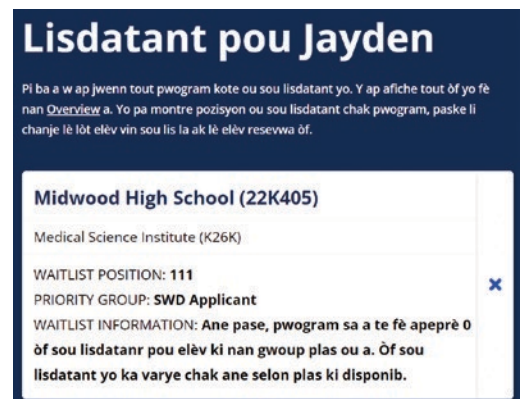 Lisdatant pou Jayden
Pi ba a w ap jwenn tout pwogram kote ou sou lisdatant yo. Y ap afiche tout òf yo fè
nan Overview a. Yo pa montre pozisyon ou sou lisdatant chak pwogram, paske li
chanje lè lòt elèv vin sou lis la ak lè elèv resevwa òf.
Midwood High School (22K405)
Medical Science Institute (K26K)
WAITLIST POSITION: 111
PRIORITY GROUP: SWD Applicant
WAITLIST INFORMATION: Ane pase, pwogram sa a te fè apeprè 0
òf sou lisdatanr pou elèv ki nan gwoup plas ou a. Òf sou
lisdatant yo ka varye chak ane selon plas ki disponib.